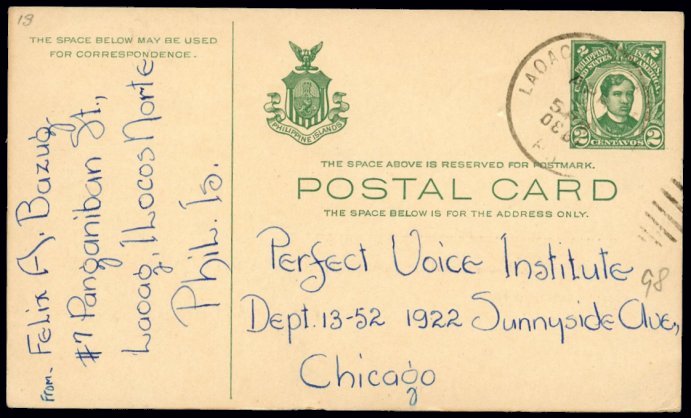 19
THE SPACE BELOW MAY BE USED
FOR CORRESPONDENCE.
From- Felix A. Bazug
#7 Panganiban St.,
Laoag, Ilocos Norte
Phil. Is.
PHILIPPINE ISLANDS
LAOAG
2 2
CENTAVOS
THE SPACE ABOVE IS RESERVED FOR POSTMARK.
POSTAL CARD
THE SPACE BELOW IS FOR THE ADDRESS ONLY.
Perfect Voice Institute
98
Dept. 13-52 1922 Sunnyside Ave,
Chicago